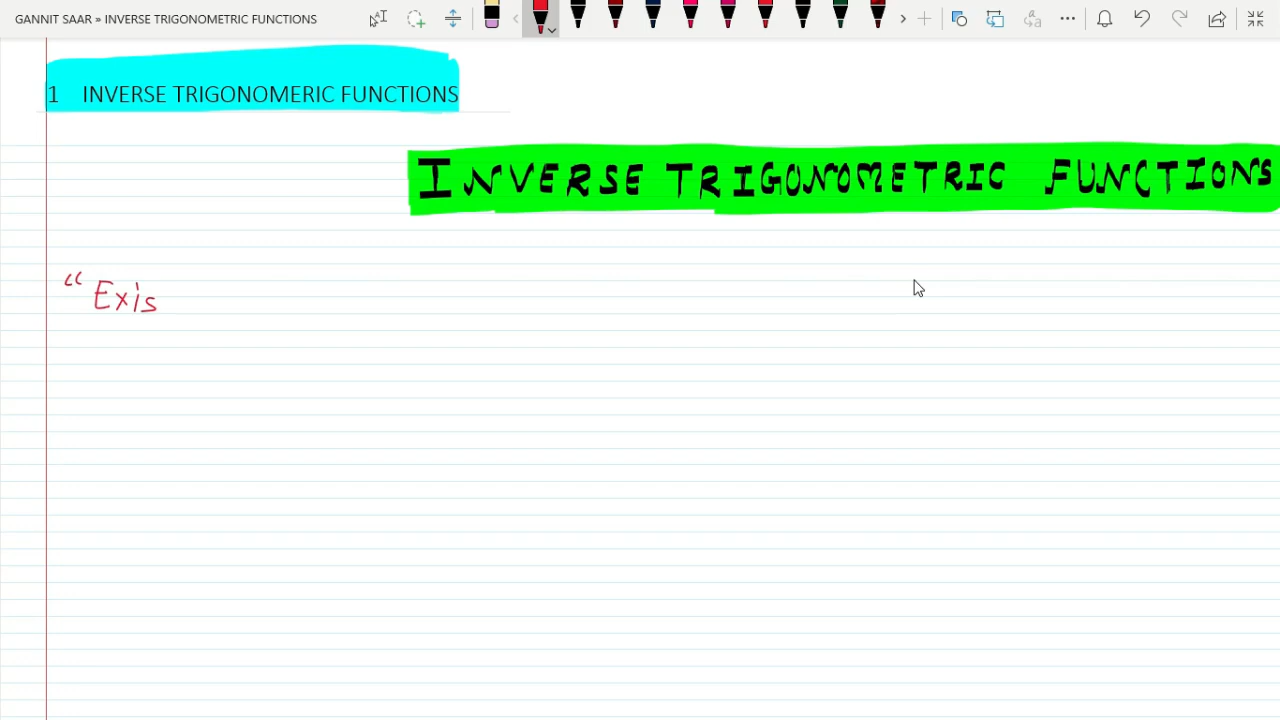 GANNIT SAAR » INVERSE TRIGONOMETRIC FUNCTIONS
1 INVERSE TRIGONOMERIC FUNCTIONS
INVERSE TRIGONOMETRIC FUNCTIONS
“Exis